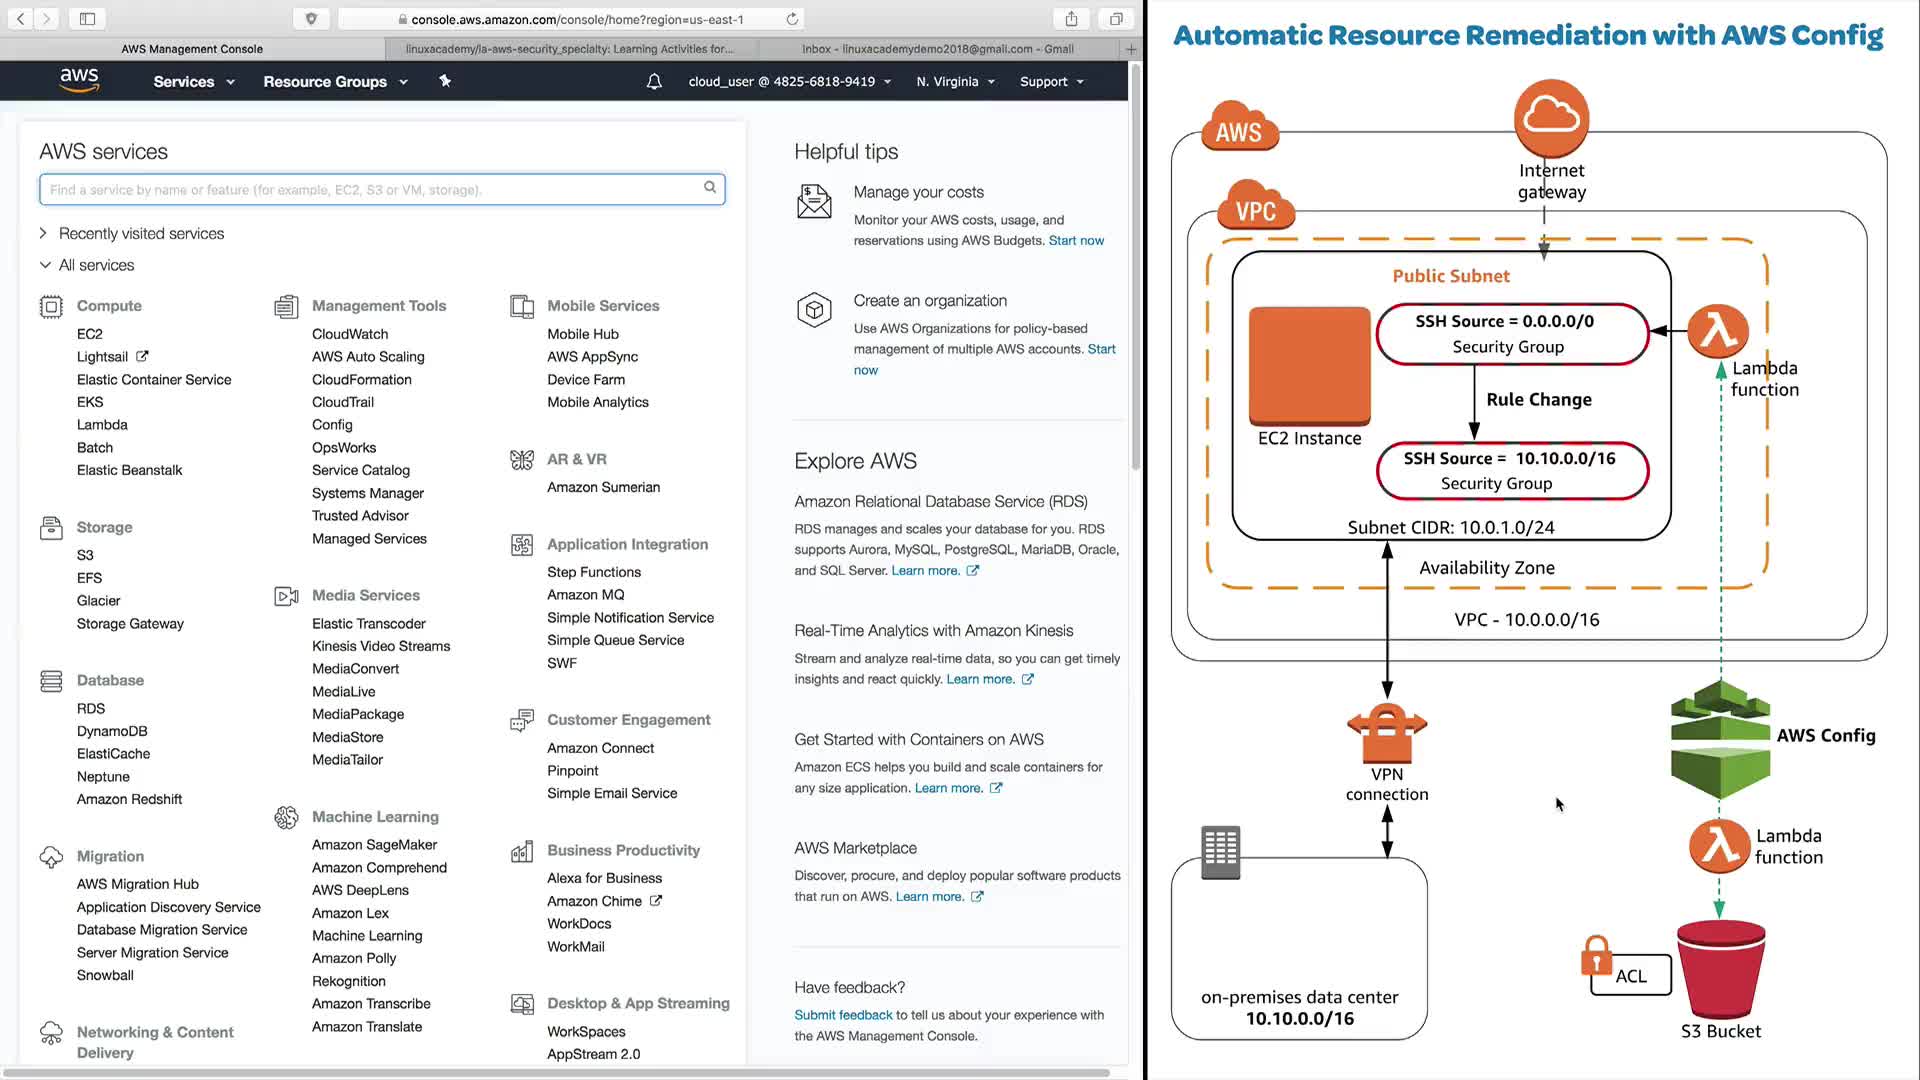 console.aws.amazon.com/console/home?region=us-east-1
AWS Management Console
linuxacademy/la-aws-security_specialty: Learning Activities for...
Inbox - linuxacademydemo2018@gmail.com - Gmail
aws
Services
Resource Groups
cloud_user @ 4825-6818-9419
N. Virginia
Support
AWS services
Find a service by name or feature (for example, EC2, S3 or VM, storage).
Recently visited services
All services
Compute
EC2
Lightsail
Elastic Container Service
EKS
Lambda
Batch
Elastic Beanstalk
Storage
S3
EFS
Glacier
Storage Gateway
Database
RDS
DynamoDB
ElastiCache
Neptune
Amazon Redshift
Migration
AWS Migration Hub
Application Discovery Service
Database Migration Service
Server Migration Service
Snowball
Networking & Content
Delivery
Management Tools
CloudWatch
AWS Auto Scaling
CloudFormation
CloudTrail
Config
OpsWorks
Service Catalog
Systems Manager
Trusted Advisor
Managed Services
Media Services
Elastic Transcoder
Kinesis Video Streams
MediaConvert
MediaLive
MediaPackage
MediaStore
MediaTailor
Machine Learning
Amazon SageMaker
Amazon Comprehend
AWS DeepLens
Amazon Lex
Machine Learning
Amazon Polly
Rekognition
Amazon Transcribe
Amazon Translate
Mobile Services
Mobile Hub
AWS AppSync
Device Farm
Mobile Analytics
AR & VR
Amazon Sumerian
Application Integration
Step Functions
Amazon MQ
Simple Notification Service
Simple Queue Service
SWF
Customer Engagement
Amazon Connect
Pinpoint
Simple Email Service
Business Productivity
Alexa for Business
Amazon Chime
WorkDocs
WorkMail
Desktop & App Streaming
WorkSpaces
AppStream 2.0
Helpful tips
Manage your costs
Monitor your AWS costs, usage, and
reservations using AWS Budgets. Start now
Create an organization
Use AWS Organizations for policy-based
management of multiple AWS accounts. Start
now
Explore AWS
Amazon Relational Database Service (RDS)
RDS manages and scales your database for you. RDS
supports Aurora, MySQL, PostgreSQL, MariaDB, Oracle,
and SQL Server. Learn more.
Real-Time Analytics with Amazon Kinesis
Stream and analyze real-time data, so you can get timely
insights and react quickly. Learn more.
Get Started with Containers on AWS
Amazon ECS helps you build and scale containers for
any size application. Learn more.
AWS Marketplace
Discover, procure, and deploy popular software products
that run on AWS. Learn more.
Have feedback?
Submit feedback to tell us about your experience with
the AWS Management Console.
Automatic Resource Remediation with AWS Config
AWS
Internet
gateway
VPC
Public Subnet
SSH Source = 0.0.0.0/0
Security Group
Lambda
function
Rule Change
EC2 Instance
SSH Source = 10.10.0.0/16
Security Group
Subnet CIDR: 10.0.1.0/24
Availability Zone
VPC - 10.0.0.0/16
AWS Config
VPN
connection
Lambda
function
ACL
on-premises data center
10.10.0.0/16
S3 Bucket